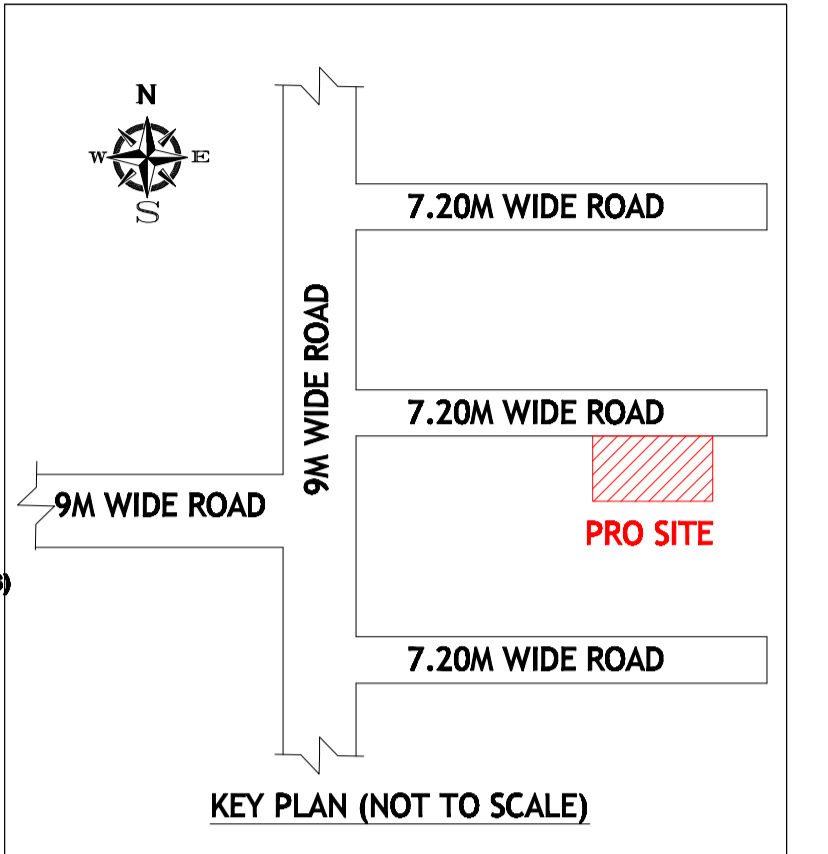 N
W E
S
7.20M WIDE ROAD
9M WIDE ROAD
7.20M WIDE ROAD
9M WIDE ROAD
PRO SITE
7.20M WIDE ROAD
KEY PLAN (NOT TO SCALE)